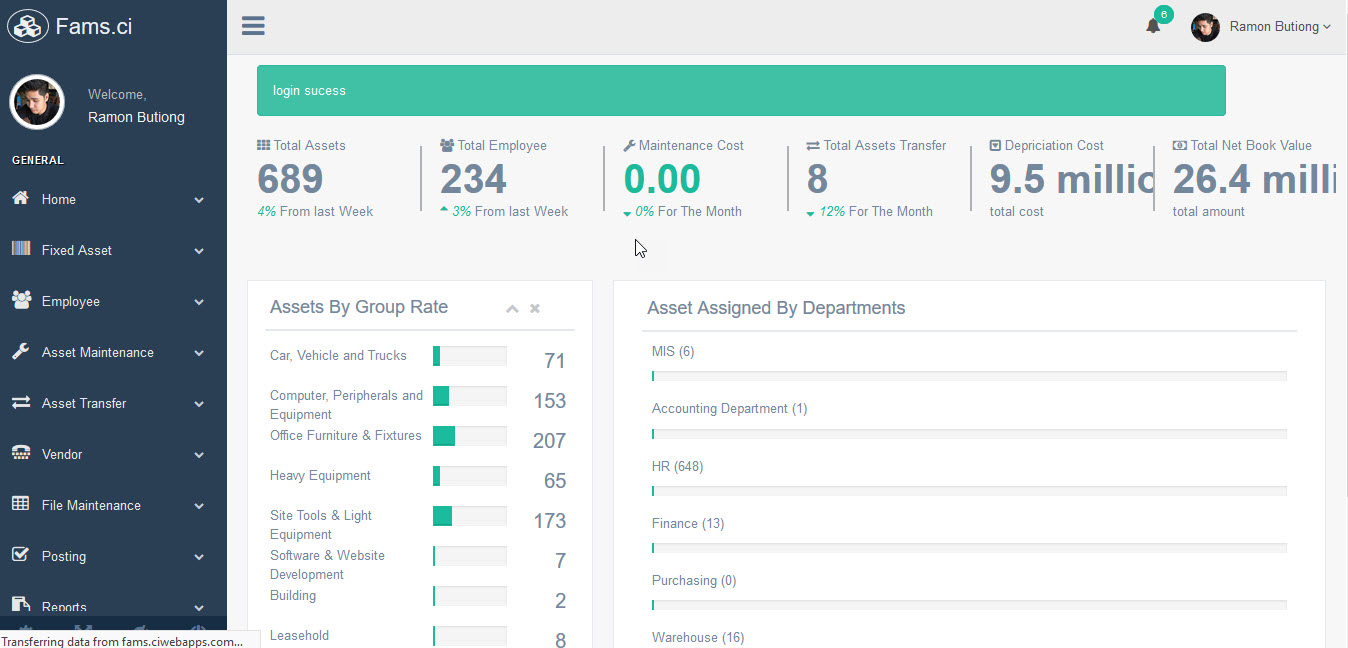 Fams.ci
6
Ramon Butiong
Welcome,
Ramon Butiong
GENERAL
Home
Fixed Asset
Employee
Asset Maintenance
Asset Transfer
Vendor
File Maintenance
Posting
Reports
Transferring data from fams.ciwebapps.com...
login sucess
Total Assets
689
4% From last Week
Total Employee
234
3% From last Week
Maintenance Cost
0.00
0% For The Month
Total Assets Transfer
8
12% For The Month
Depriciation Cost
9.5 millic
total cost
Total Net Book Value
26.4 milli
total amount
Assets By Group Rate
Car, Vehicle and Trucks
71
Computer, Peripherals and
Equipment
153
Office Furniture & Fixtures
207
Heavy Equipment
65
Site Tools & Light
Equipment
173
Software & Website
Development
7
Building
2
Leasehold
8
Asset Assigned By Departments
MIS (6)
Accounting Department (1)
HR (648)
Finance (13)
Purchasing (0)
Warehouse (16)